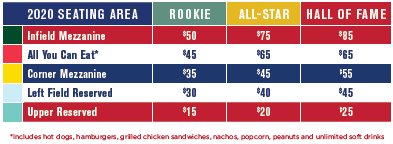 2020 SEATING AREA ROOKIE ALL-STAR HALL OF FAME
Infield Mezzanine $50 $75 $85
All You Can Eat* $45 $65 $65
Corner Mezzanine $35 $45 $55
Left Field Reserved $30 $40 $45
Upper Reserved $15 $20 $25
*Includes hot dogs, hamburgers, grilled chicken sandwiches, nachos, popcorn, peanuts and unlimited soft drinks